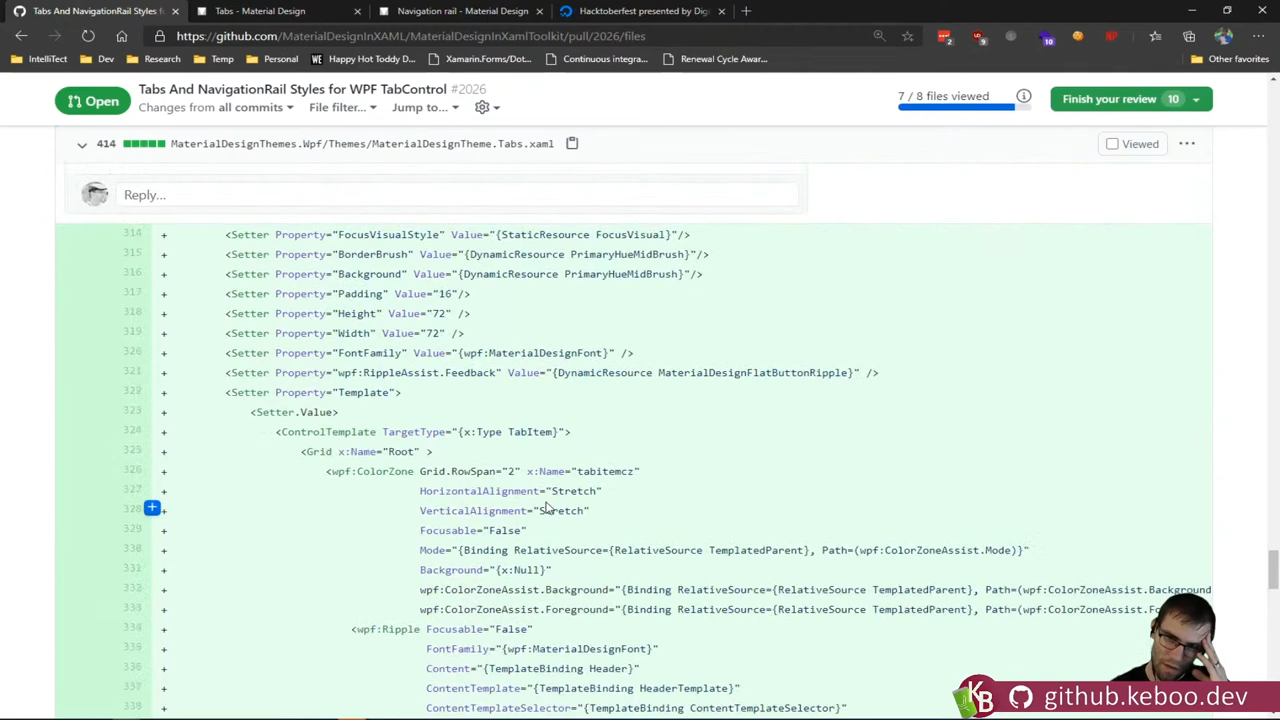 Tabs And NavigationRail Styles f
Tabs - Material Design
Navigation rail - Material Design
Hacktoberfest presented by Dig
https://github.com/MaterialDesignInXAML/MaterialDesignInXamlToolkit/pull/2026/files
2
9
10
IntelliTect
Dev
Research
Temp
Personal
Happy Hot Toddy D...
Xamarin.Forms/Dot...
Continuous integra...
Renewal Cycle Awar...
Other favorites
Open
Tabs And NavigationRail Styles for WPF TabControl #2026
Changes from all commits
File filter...
Jump to...
7 / 8 files viewed
Finish your review 10
414 MaterialDesignThemes.Wpf/Themes/MaterialDesignTheme.Tabs.xaml
Viewed
Reply...
314 + <Setter Property="FocusVisualStyle" Value="{StaticResource FocusVisual}"/>
315 + <Setter Property="BorderBrush" Value="{DynamicResource PrimaryHueMidBrush}"/>
316 + <Setter Property="Background" Value="{DynamicResource PrimaryHueMidBrush}"/>
317 + <Setter Property="Padding" Value="16"/>
318 + <Setter Property="Height" Value="72" />
319 + <Setter Property="Width" Value="72" />
320 + <Setter Property="FontFamily" Value="{wpf:MaterialDesignFont}" />
321 + <Setter Property="wpf:RippleAssist.Feedback" Value="{DynamicResource MaterialDesignFlatButtonRipple}" />
322 + <Setter Property="Template">
323 + <Setter.Value>
324 + <ControlTemplate TargetType="{x:Type TabItem}">
325 + <Grid x:Name="Root" >
326 + <wpf:ColorZone Grid.RowSpan="2" x:Name="tabitemcz"
327 + HorizontalAlignment="Stretch"
328 + VerticalAlignment="Stretch"
329 + Focusable="False"
330 + Mode="{Binding RelativeSource={RelativeSource TemplatedParent}, Path=(wpf:ColorZoneAssist.Mode)}"
331 + Background="{x:Null}"
332 + wpf:ColorZoneAssist.Background="{Binding RelativeSource={RelativeSource TemplatedParent}, Path=(wpf:ColorZoneAssist.Background
333 + wpf:ColorZoneAssist.Foreground="{Binding RelativeSource={RelativeSource TemplatedParent}, Path=(wpf:ColorZoneAssist.Fo
334 + <wpf:Ripple Focusable="False"
335 + FontFamily="{wpf:MaterialDesignFont}"
336 + Content="{TemplateBinding Header}"
337 + ContentTemplate="{TemplateBinding HeaderTemplate}"
338 + ContentTemplateSelector="{TemplateBinding ContentTemplateSelector}"
KB
github.keboo.dev